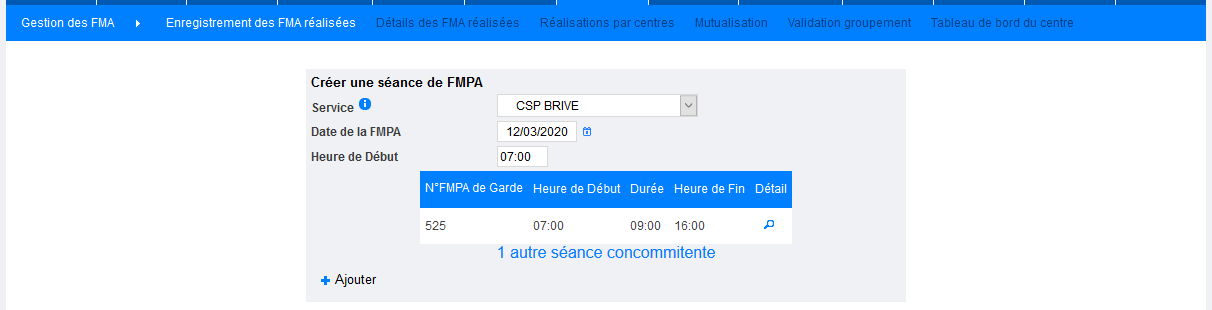 Gestion des FMA Enregistrement des FMA réalisées Détails des FMA réalisées Réalisations par centres Mutualisation Validation groupement Tableau de bord du centre
Créer une séance de FMPA
Service CSP BRIVE
Date de la FMPA 12/03/2020
Heure de Début 07:00
N°FMPA de Garde Heure de Début Durée Heure de Fin Détail
525 07:00 09:00 16:00
1 autre séance concommitente
Ajouter